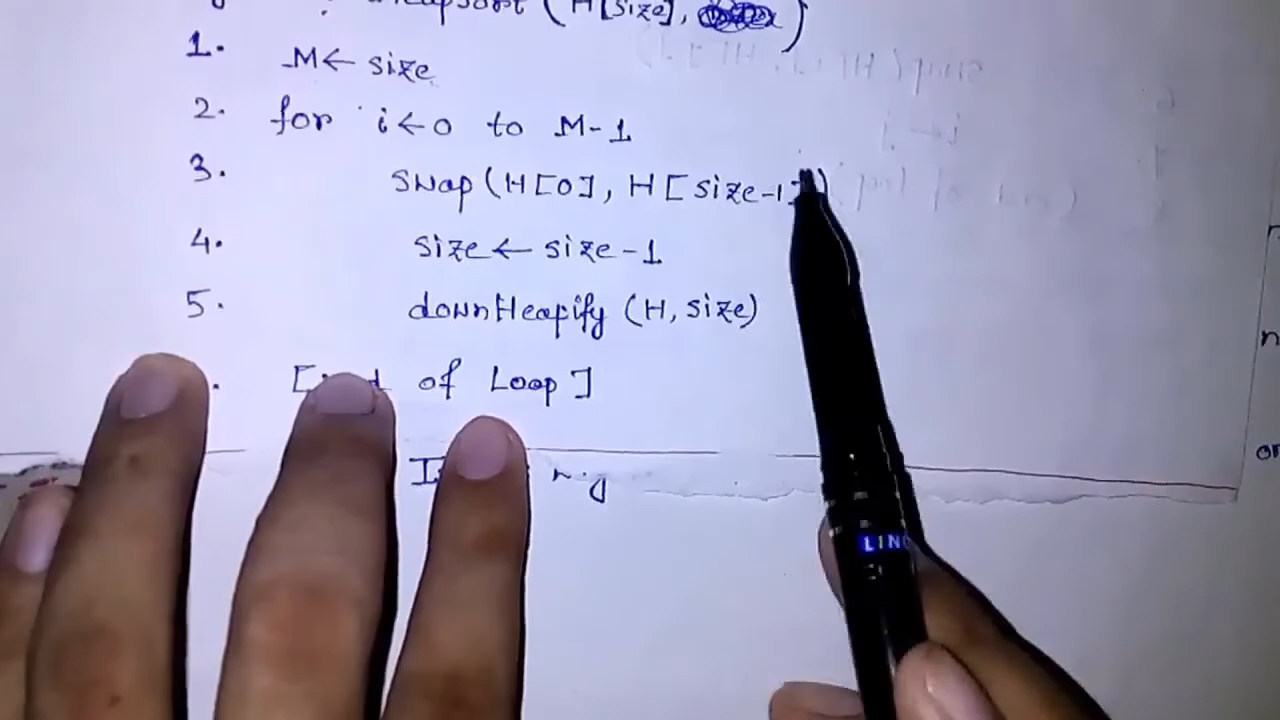 (H[size],
1. M← size
2. for i←0 to M-1
3. swap (H[0], H[size-1])
4. size ← size-1
5. downHeapify (H, size)
of Loop]
LINC